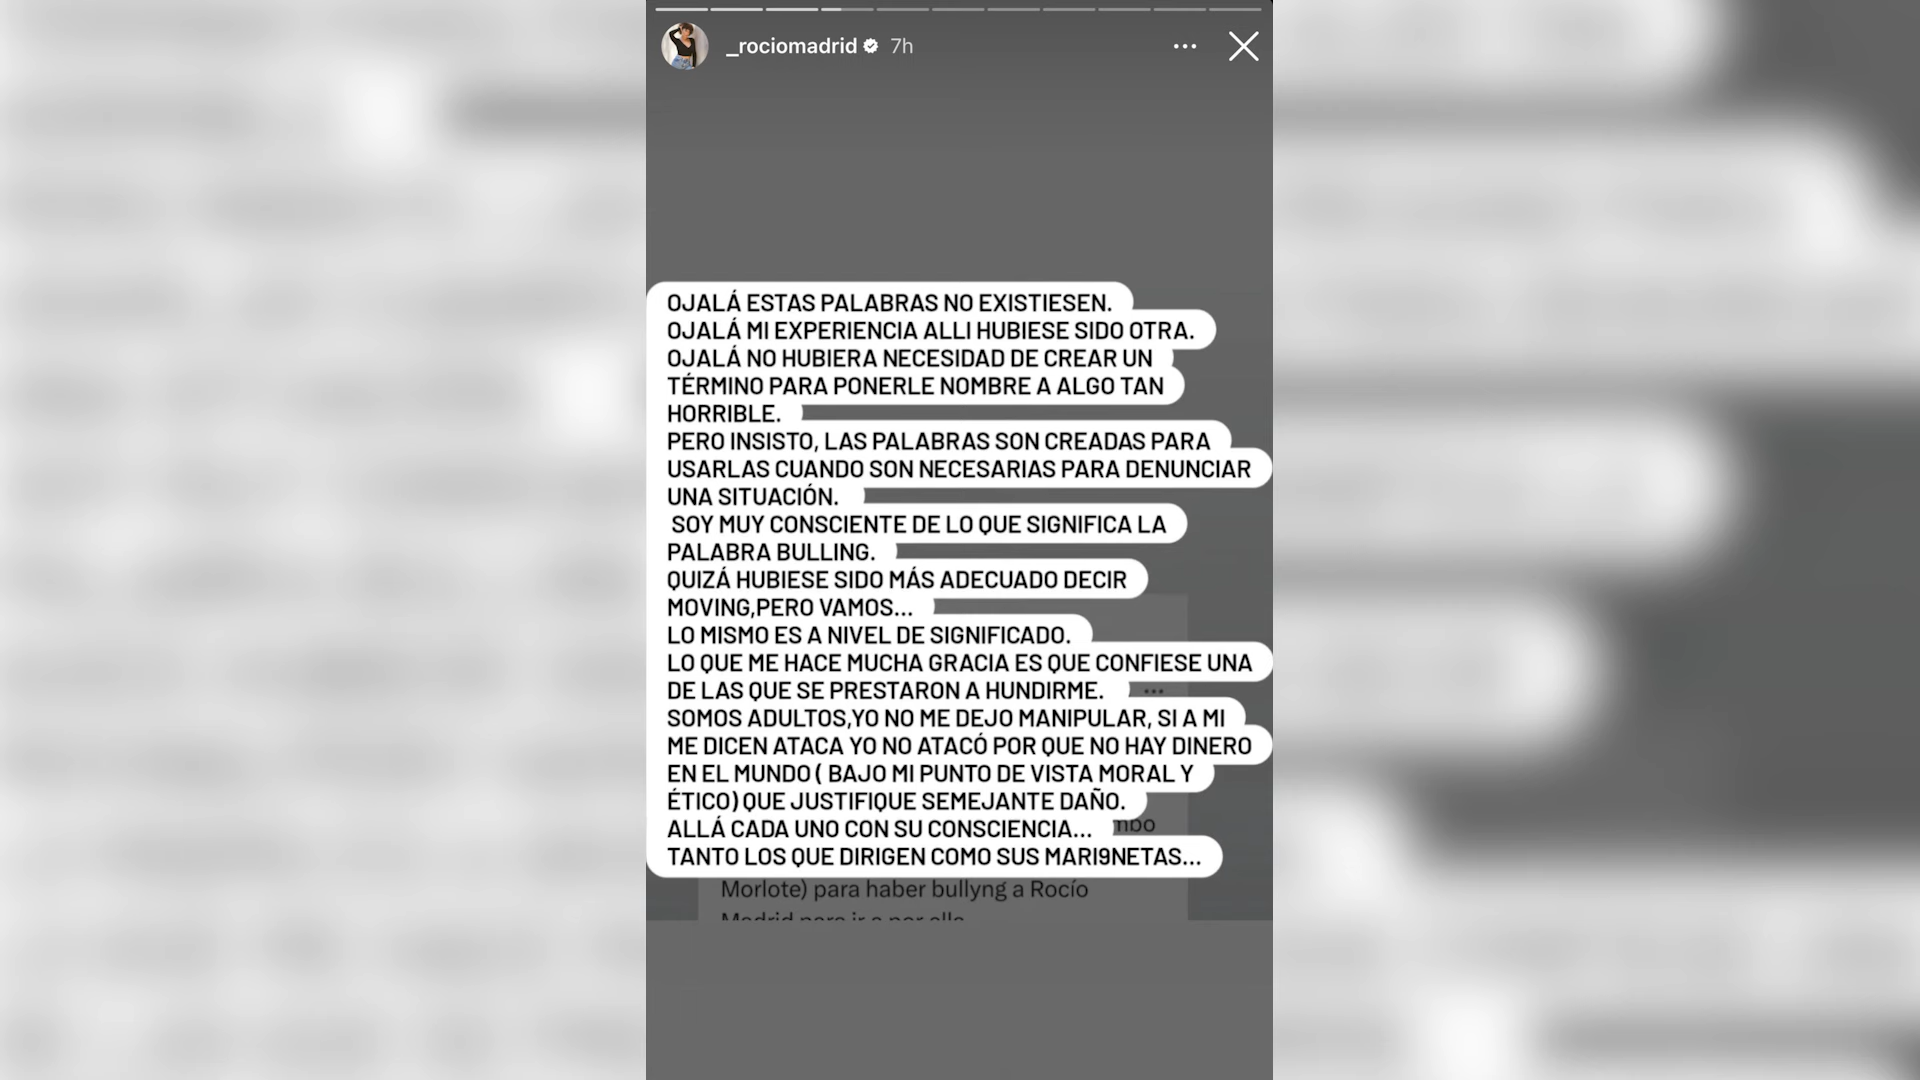 _rociomadrid 7h
OJALÁ ESTAS PALABRAS NO EXISTIESEN.
OJALÁ MI EXPERIENCIA ALLI HUBIESE SIDO OTRA.
OJALÁ NO HUBIERA NECESIDAD DE CREAR UN
TÉRMINO PARA PONERLE NOMBRE A ALGO TAN
HORRIBLE.
PERO INSISTO, LAS PALABRAS SON CREADAS PARA
USARLAS CUANDO SON NECESARIAS PARA DENUNCIAR
UNA SITUACIÓN.
SOY MUY CONSCIENTE DE LO QUE SIGNIFICA LA
PALABRA BULLING.
QUIZÁ HUBIESE SIDO MÁS ADECUADO DECIR
MOVING,PERO VAMOS...
LO MISMO ES A NIVEL DE SIGNIFICADO.
LO QUE ME HACE MUCHA GRACIA ES QUE CONFIESE UNA
DE LAS QUE SE PRESTARON A HUNDIRME.
SOMOS ADULTOS,YO NO ME DEJO MANIPULAR, SI A MI
ME DICEN ATACA YO NO ATACÓ POR QUE NO HAY DINERO
EN EL MUNDO ( BAJO MI PUNTO DE VISTA MORAL Y
ÉTICO) QUE JUSTIFIQUE SEMEJANTE DAÑO.
ALLÁ CADA UNO CON SU CONSCIENCIA...
TANTO LOS QUE DIRIGEN COMO SUS MARI9NETAS...
Morlote) para haber bullyng a Rocío